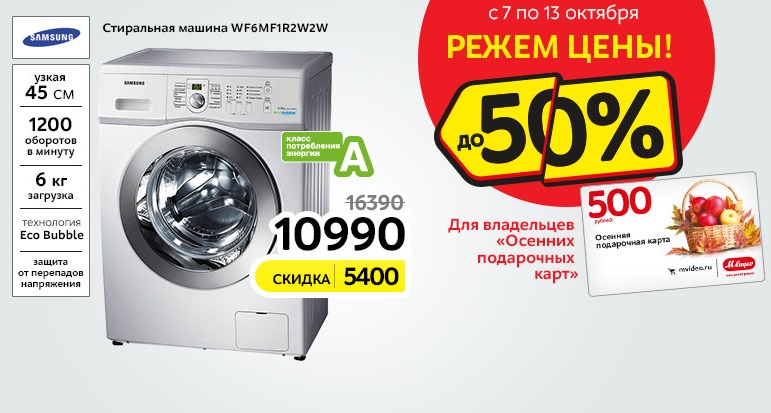 SAMSUNG
Стиральная машина WF6MF1R2W2W
узкая
45 СМ
1200
оборотов
в минуту
6 кг
загрузка
технология
Eco Bubble
защита
от перепадов
напряжения
SAMSUNG
класс
потребления
энергии
A
16390
10990
СКИДКА 5400
с 7 по 13 октября
РЕЖЕМ ЦЕНЫ!
до 50%
Для владельцев
«Осенних
подарочных
карт»
500
рублей
Осенняя
подарочная карта
mvideo.ru
М.видео